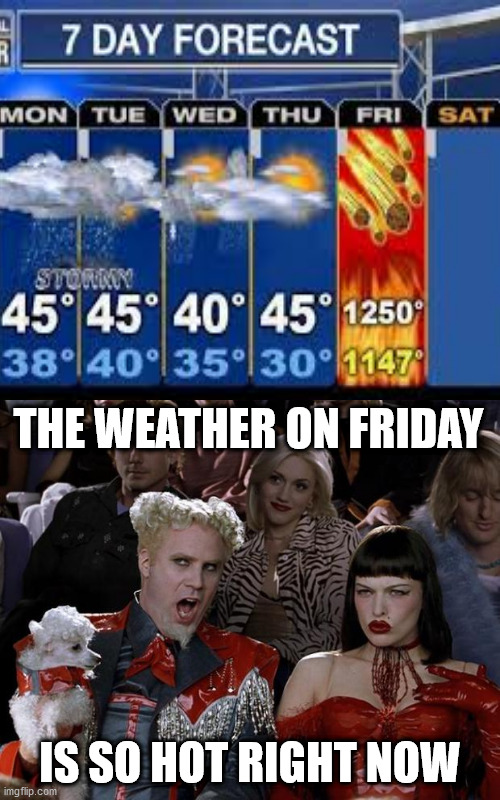 R
7 DAY FORECAST
MON TUE WED THU FRI SAT
STORMY
45° 45° 40° 45° 1250°
38° 40° 35° 30° 1147°
THE WEATHER ON FRIDAY
IS SO HOT RIGHT NOW
imgflip.com